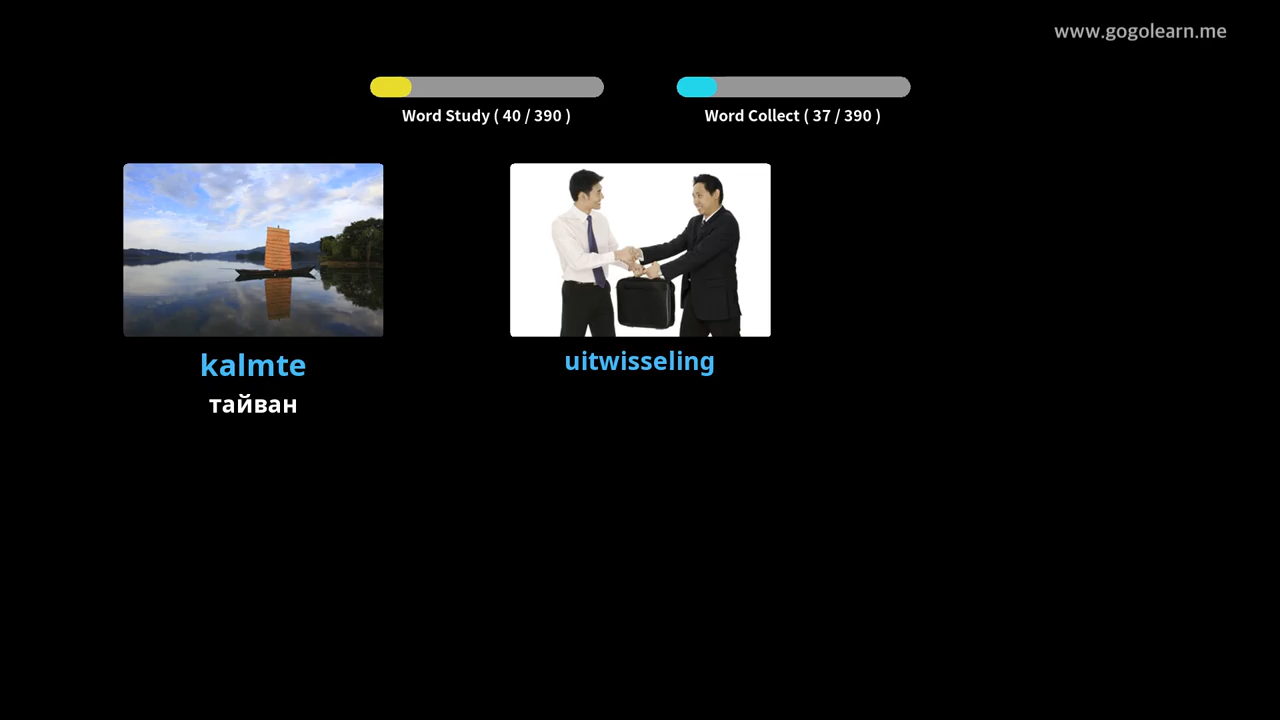 www.gogolearn.me
Word Study ( 40 / 390 )
Word Collect ( 37 / 390 )
kalmte
тайван
uitwisseling